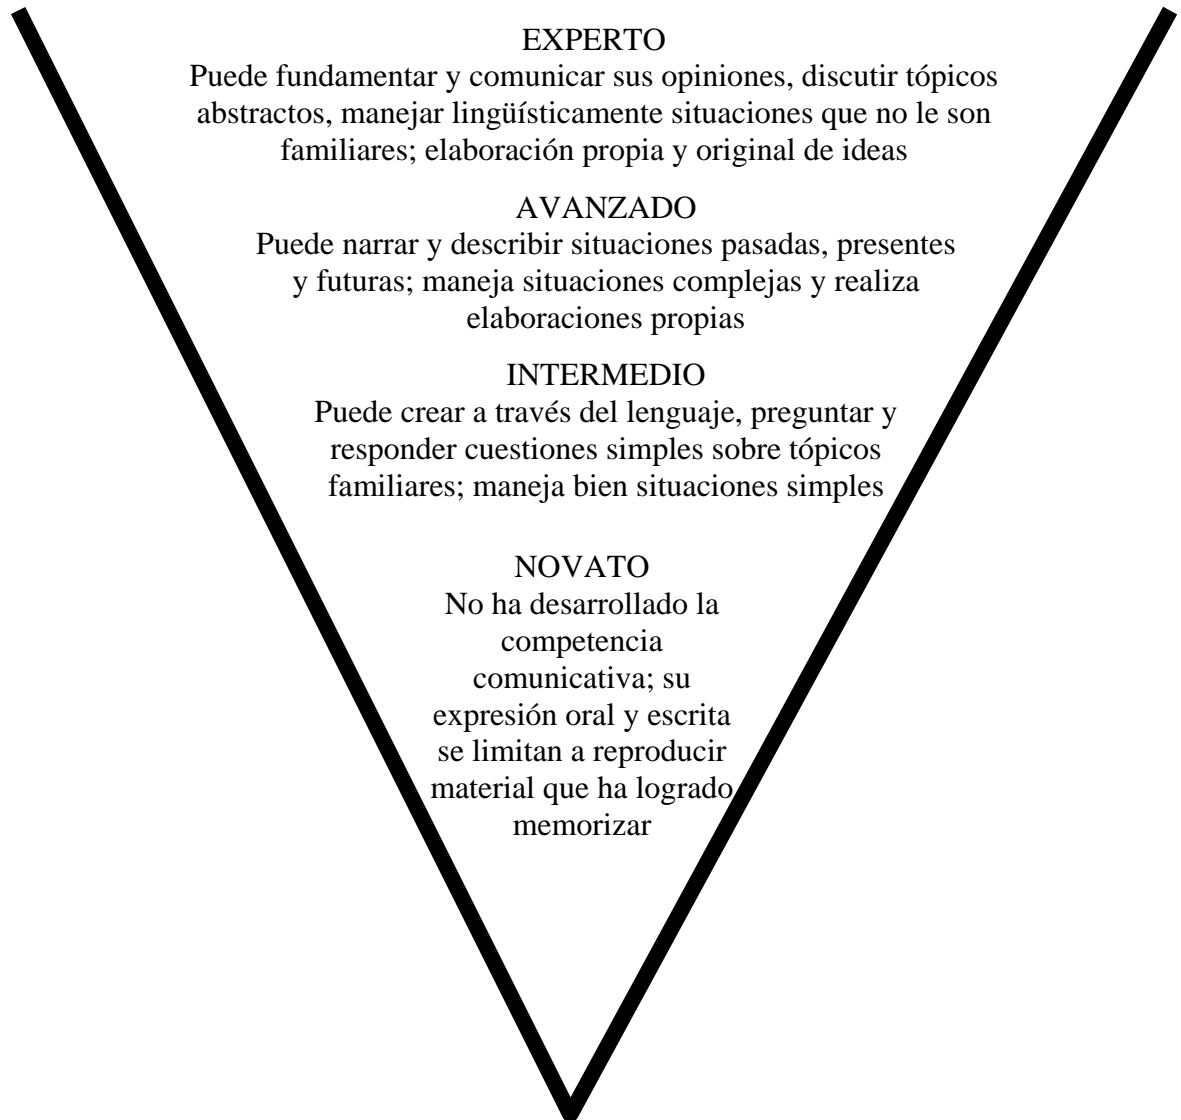 EXPERTO
Puede fundamentar y comunicar sus opiniones, discutir tópicos
abstractos, manejar lingüísticamente situaciones que no le son
familiares; elaboración propia y original de ideas
AVANZADO
Puede narrar y describir situaciones pasadas, presentes
y futuras; maneja situaciones complejas y realiza
elaboraciones propias
INTERMEDIO
Puede crear a través del lenguaje, preguntar y
responder cuestiones simples sobre tópicos
familiares; maneja bien situaciones simples
NOVATO
No ha desarrollado la
competencia
comunicativa; su
expresión oral y escrita
se limitan a reproducir
material que ha logrado
memorizar